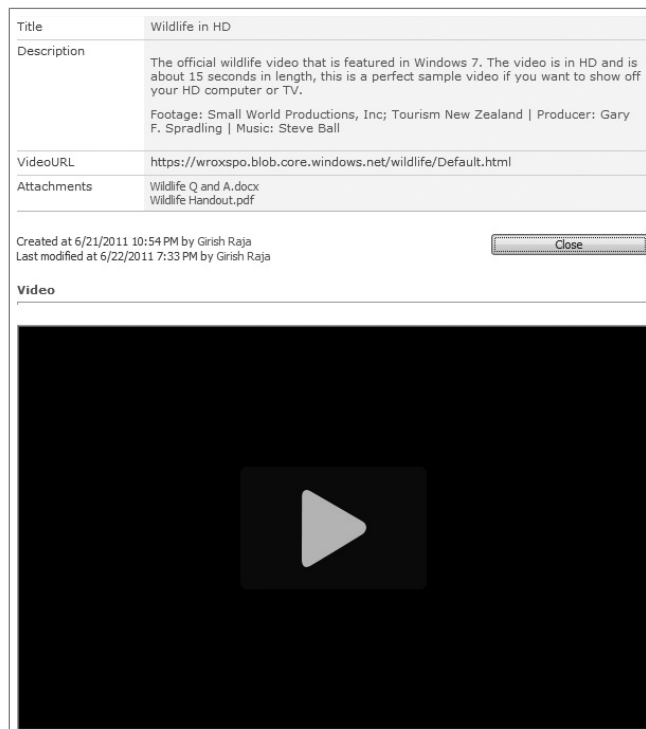 Title Wildlife in HD
Description
The official wildlife video that is featured in Windows 7. The video is in HD and is
about 15 seconds in length, this is a perfect sample video if you want to show off
your HD computer or TV.
Footage: Small World Productions, Inc; Tourism New Zealand | Producer: Gary
F. Spradling | Music: Steve Ball
VideoURL https://wroxspo.blob.core.windows.net/wildlife/Default.html
Attachments Wildlife Q and A.docx
Wildlife Handout.pdf
Created at 6/21/2011 10:54 PM by Girish Raja
Close
Last modified at 6/22/2011 7:33 PM by Girish Raja
Video